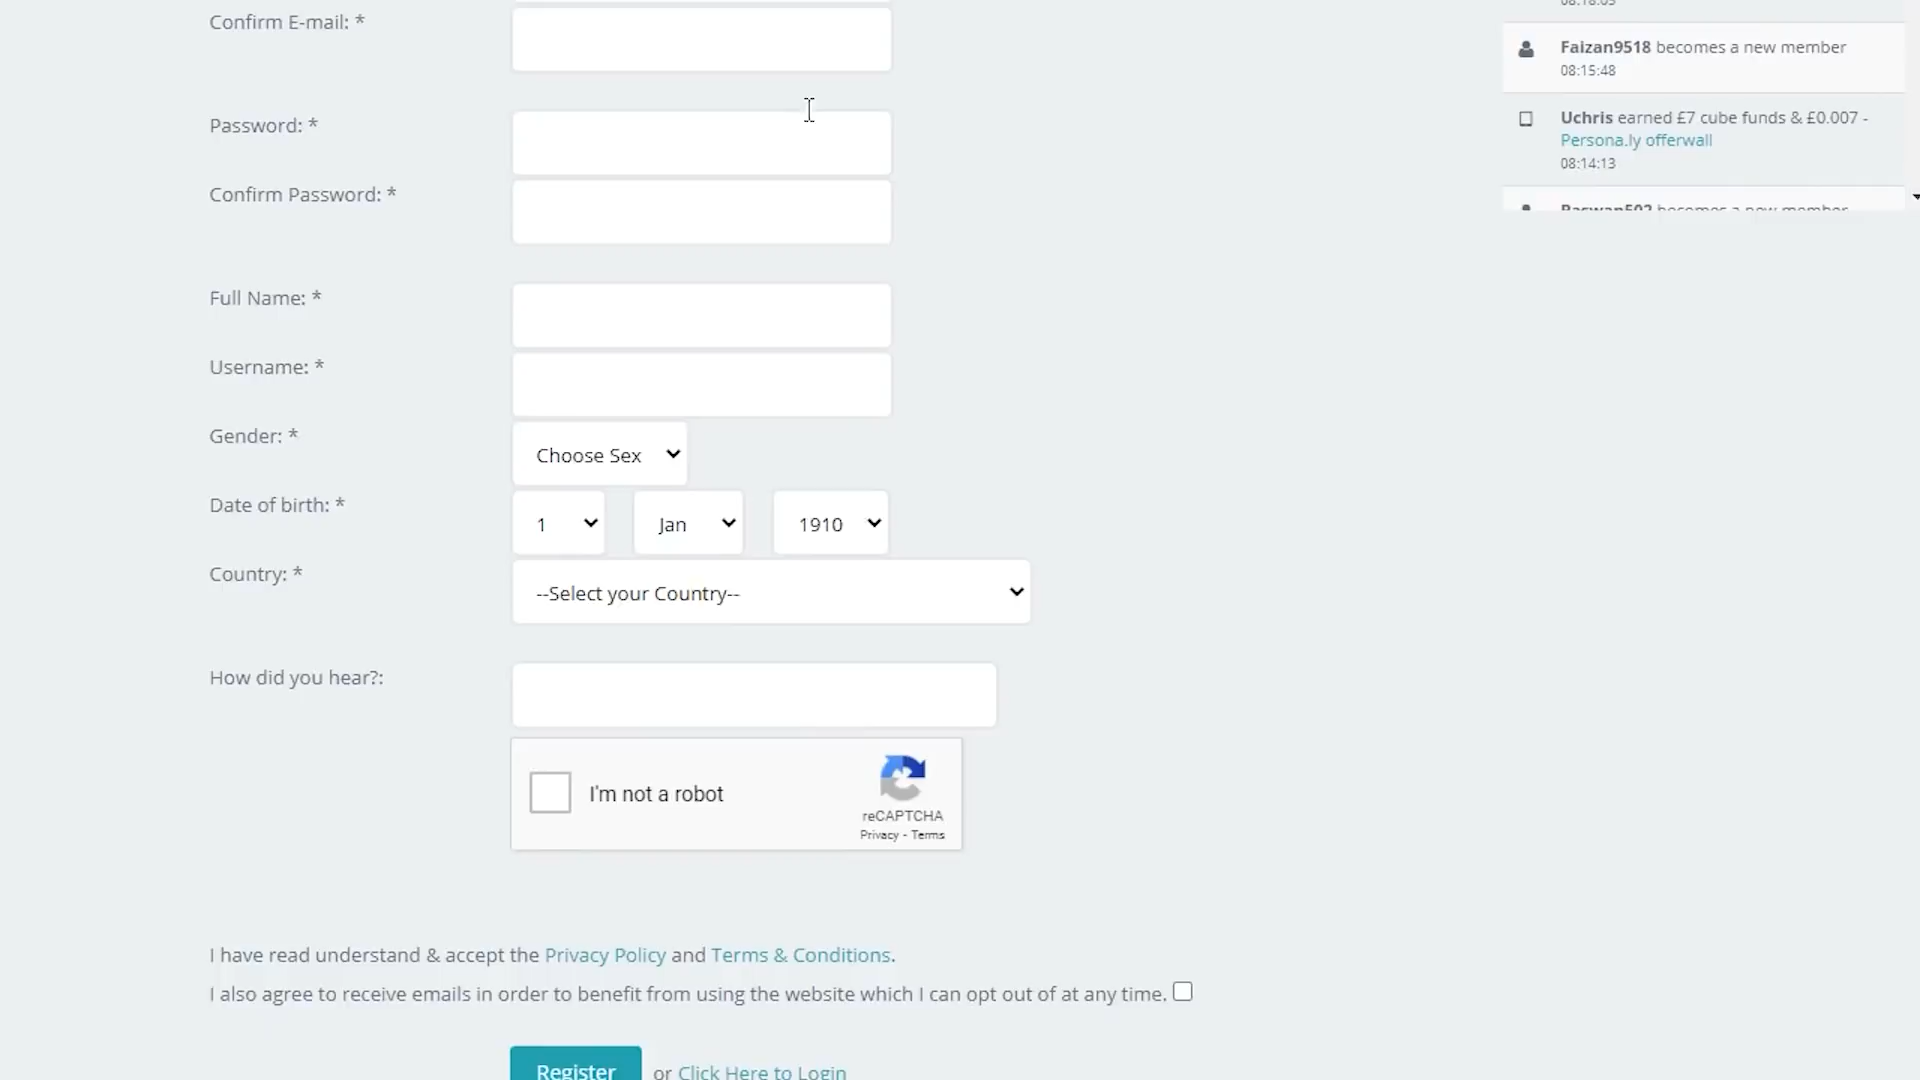 Confirm E-mail: *
Password: *
Confirm Password: *
Full Name: *
Username: *
Gender: *
Choose Sex
Date of birth: *
1
Jan
1910
Country: *
--Select your Country--
How did you hear?:
I'm not a robot
reCAPTCHA
Privacy - Terms
I have read understand & accept the Privacy Policy and Terms & Conditions.
I also agree to receive emails in order to benefit from using the website which I can opt out of at any time.
Register or Click Here to Login
Faizan9518 becomes a new member
08:15:48
Uchris earned £7 cube funds & £0.007 -
Persona.ly offerwall
08:14:13
becomes a new member